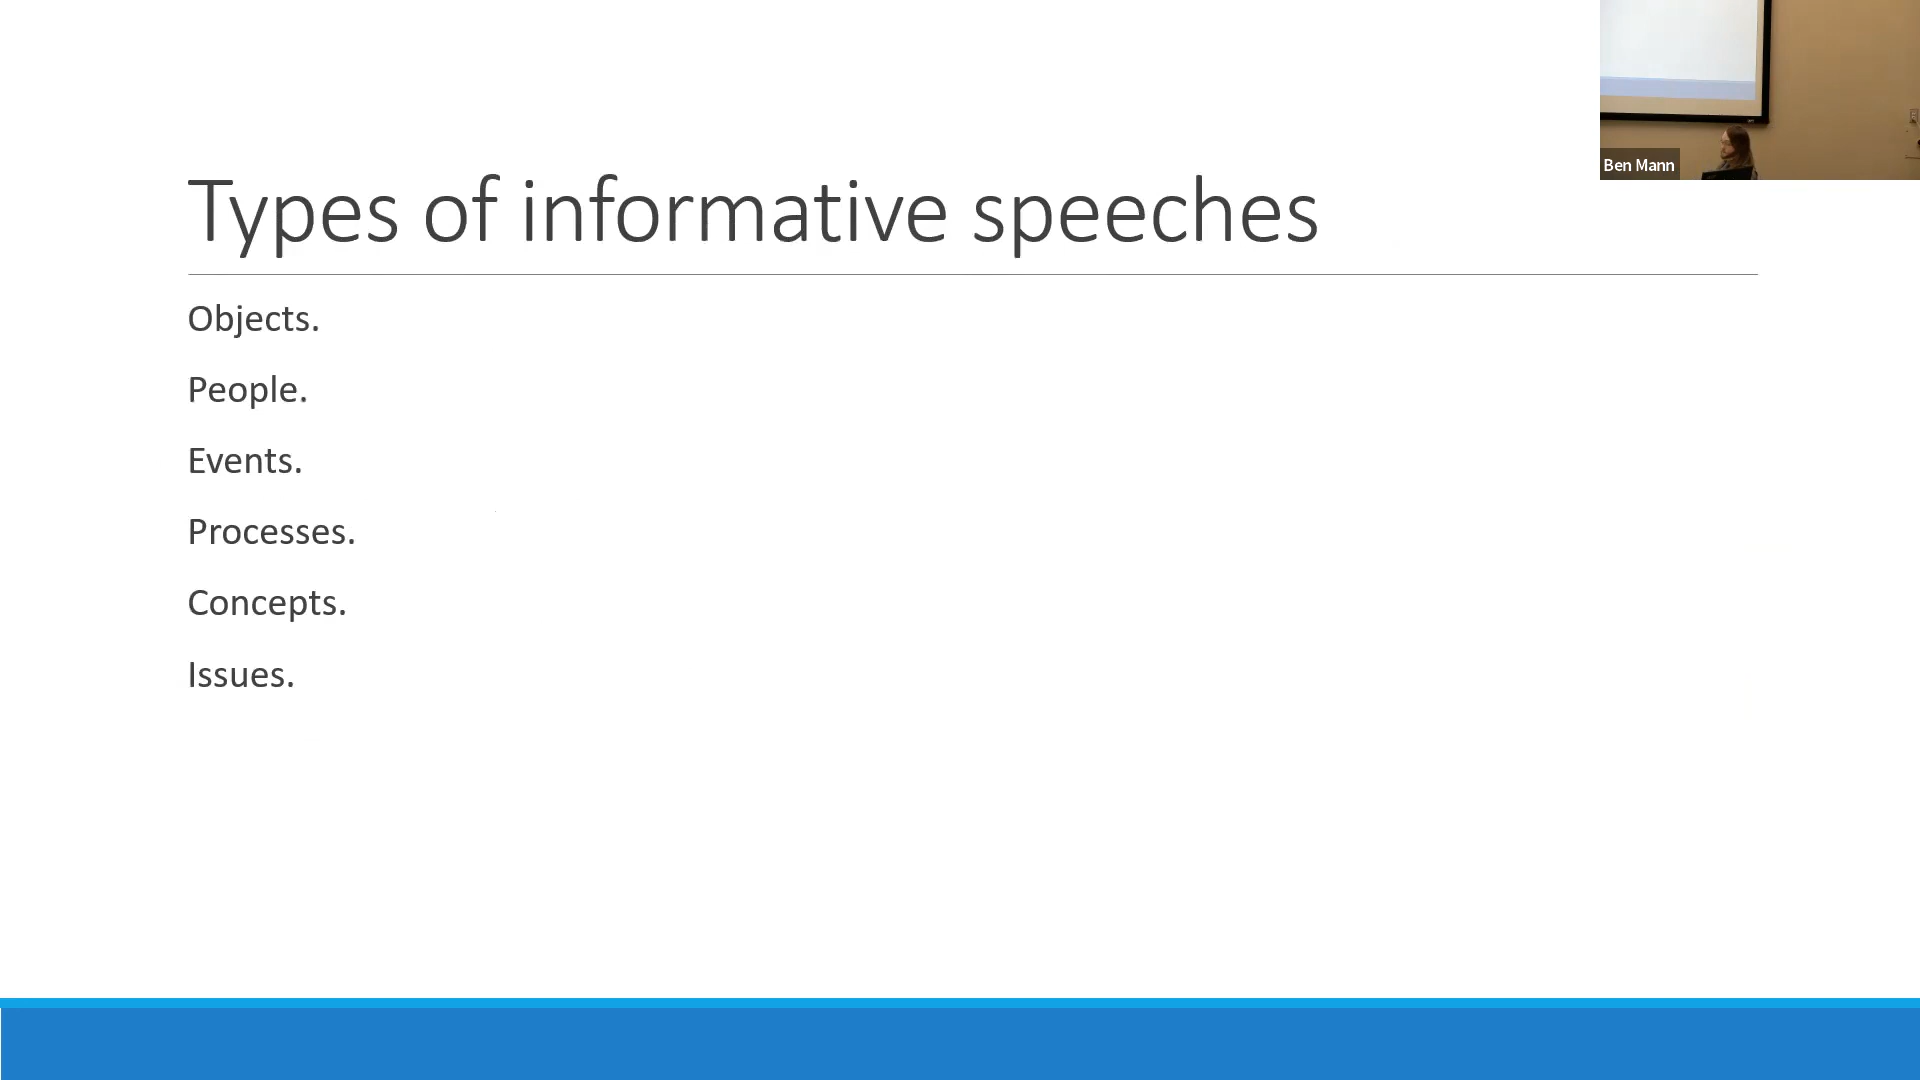 Ben Mann
Types of informative speeches
Objects.
People.
Events.
Processes.
Concepts.
Issues.